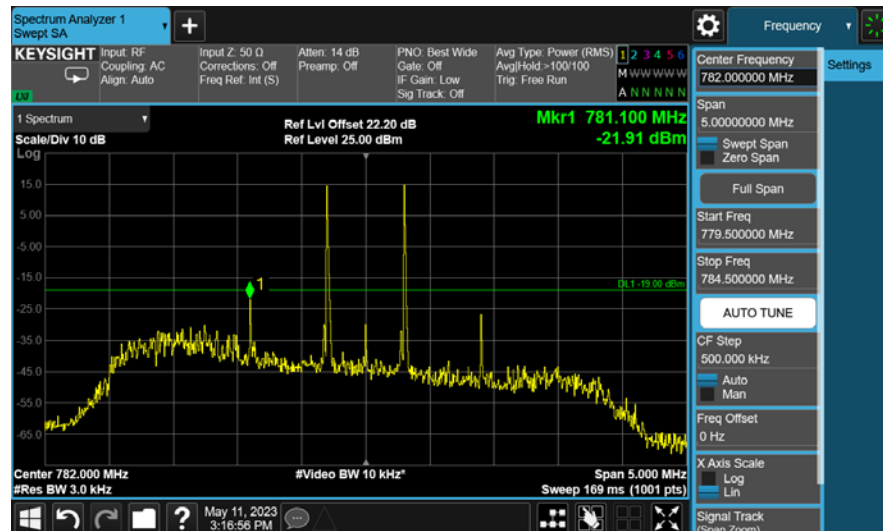 Spectrum Analyzer 1
Swept SA
Frequency
KEYSIGHT
Input: RF
Coupling: AC
Align: Auto
Input Z: 50 Ω
Corrections: Off
Freq Ref: Int (S)
Atten: 14 dB
Preamp: Off
PNO: Best Wide
Gate: Off
IF Gain: Low
Sig Track: Off
Avg Type: Power (RMS)
Avg|Hold:>100/100
Trig: Free Run
1 2 3 4 5 6
M W W W W W
A N N N N N
LXI
1 Spectrum
Scale/Div 10 dB
Log
Ref Lvl Offset 22.20 dB
Ref Level 25.00 dBm
Mkr1 781.100 MHz
-21.91 dBm
15.0
5.00
-5.00
-15.0
-25.0
-35.0
-45.0
-55.0
-65.0
1
DL1 -19.00 dBm
Center 782.000 MHz
#Res BW 3.0 kHz
#Video BW 10 kHz*
Span 5.000 MHz
Sweep 169 ms (1001 pts)
Center Frequency
782.000000 MHz
Settings
Span
5.00000000 MHz
Swept Span
Zero Span
Full Span
Start Freq
779.500000 MHz
Stop Freq
784.500000 MHz
AUTO TUNE
CF Step
500.000 kHz
Auto
Man
Freq Offset
0 Hz
X Axis Scale
Log
Lin
Signal Track
(Span Zoom)
May 11, 2023
3:16:56 PM